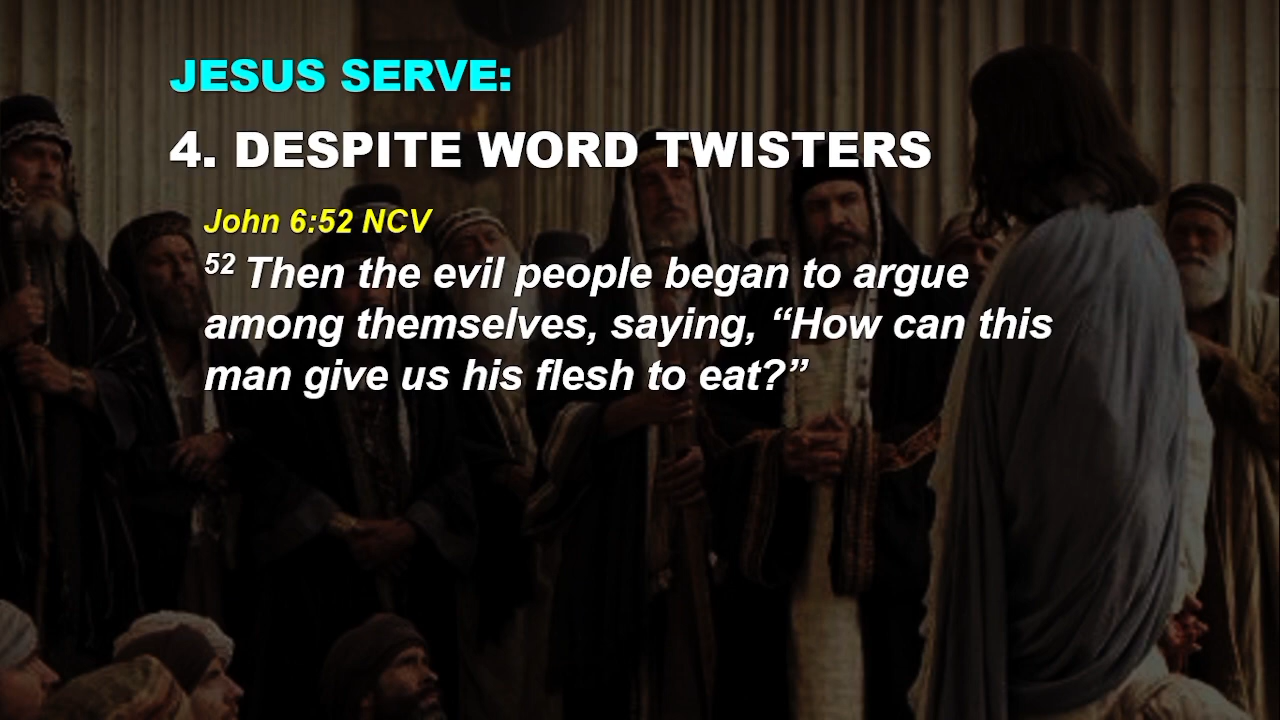 JESUS SERVE:
4. DESPITE WORD TWISTERS
John 6:52 NCV
52 Then the evil people began to argue
among themselves, saying, “How can this
man give us his flesh to eat?”